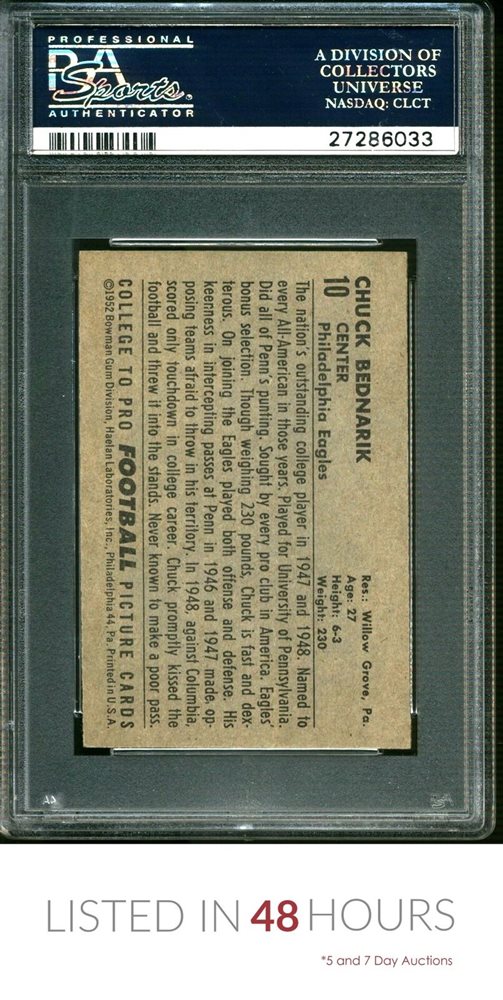 PROFESSIONAL
PSA
Sports
AUTHENTICATOR
A DIVISION OF
COLLECTORS
UNIVERSE
NASDAQ: CLCT
27286033
CHUCK BEDNARIK
10 CENTER
Philadelphia Eagles
Res.: Willow Grove, Pa.
Age: 27
Height: 6-3
Weight: 230
The nation's outstanding college player in 1947 and 1948. Named to
every All-American in those years. Played for University of Pennsylvania.
Did all of Penn's punting. Sought by every pro club in America. Eagles'
bonus selection. Though weighing 230 pounds, Chuck is fast and dex-
terous. On joining the Eagles played both offense and defense. His
keenness in intercepting passes at Penn in 1946 and 1947 made op-
posing teams afraid to throw in his territory. In 1948, against Columbia,
scored only touchdown in college career. Chuck promptly kissed the
football and threw it into the stands. Never known to make a poor pass.
COLLEGE TO PRO FOOTBALL PICTURE CARDS
©1952 Bowman Gum Division, Haelan Laboratories, Inc., Philadelphia 44, Pa. Printed in U.S.A.
LISTED IN 48 HOURS
*5 and 7 Day Auctions